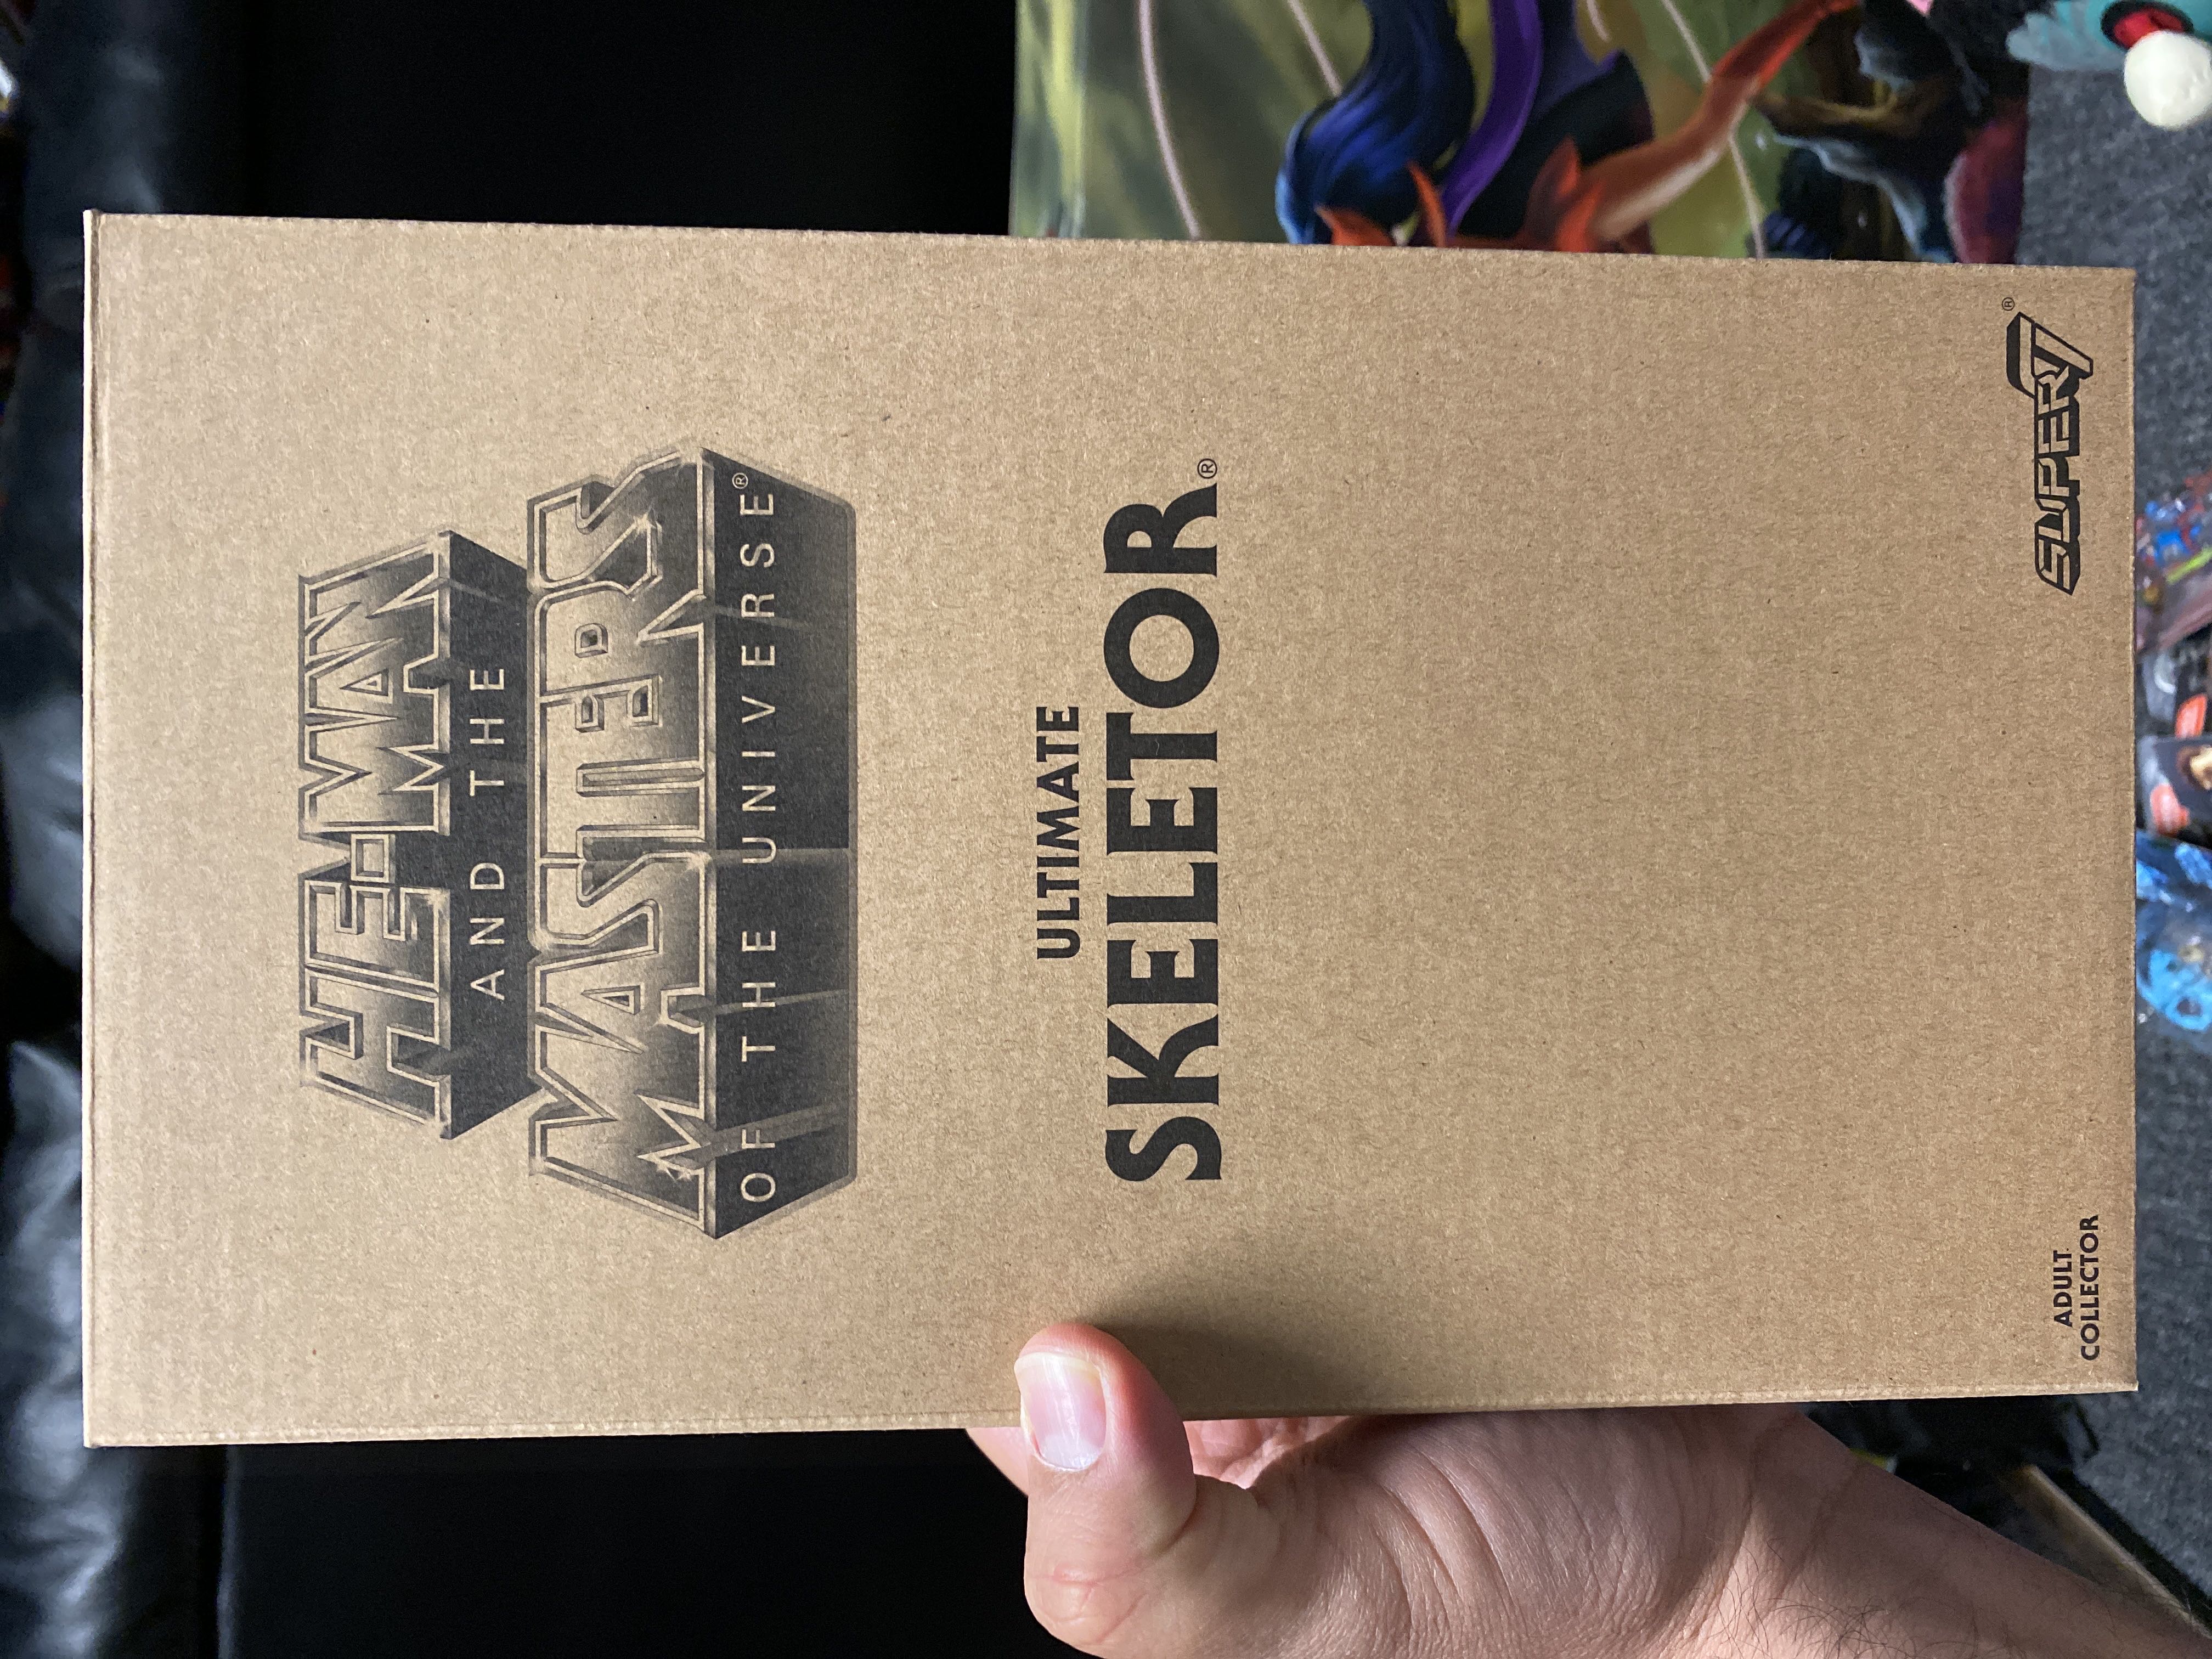 HE-MAN
AND THE
MASTERS
OF THE UNIVERSE®
ULTIMATE
SKELETOR®
ADULT
COLLECTOR
SUPER7®